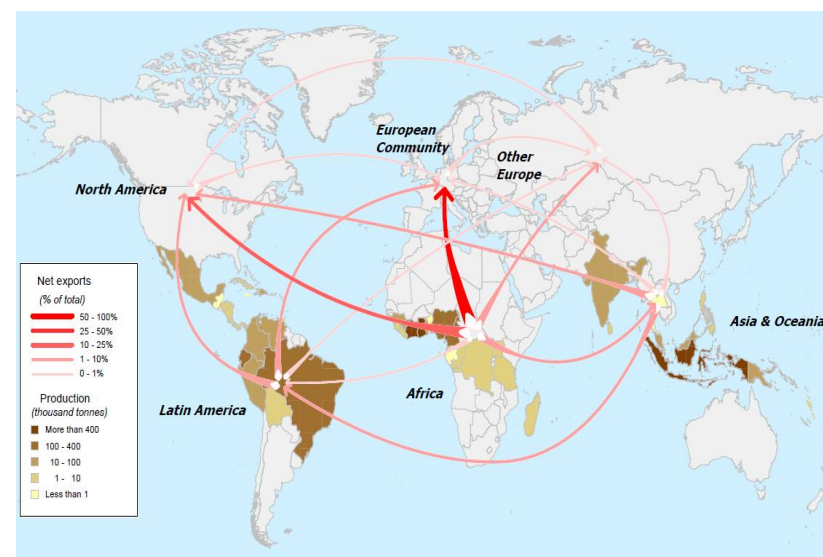 European
Community
Other
Europe
North America
Net exports
(% of total)
50 - 100%
25 - 50%
10 - 25%
1 - 10%
0 - 1%
Asia & Oceania
Africa
Latin America
Production
(thousand tonnes)
More than 400
100 - 400
10 - 100
1 - 10
Less than 1